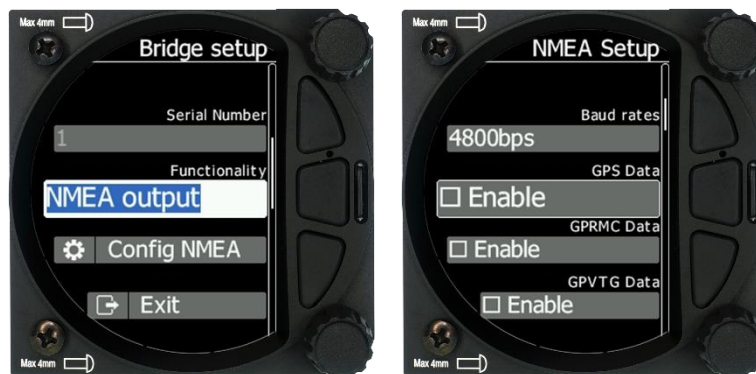 Max 4mm
Bridge setup
Serial Number
1
Functionality
NMEA output
Config NMEA
Exit
Max 4mm
Max 4mm
NMEA Setup
Baud rates
4800bps
GPS Data
Enable
GPRMC Data
Enable
GPVTG Data
Enable
Max 4mm